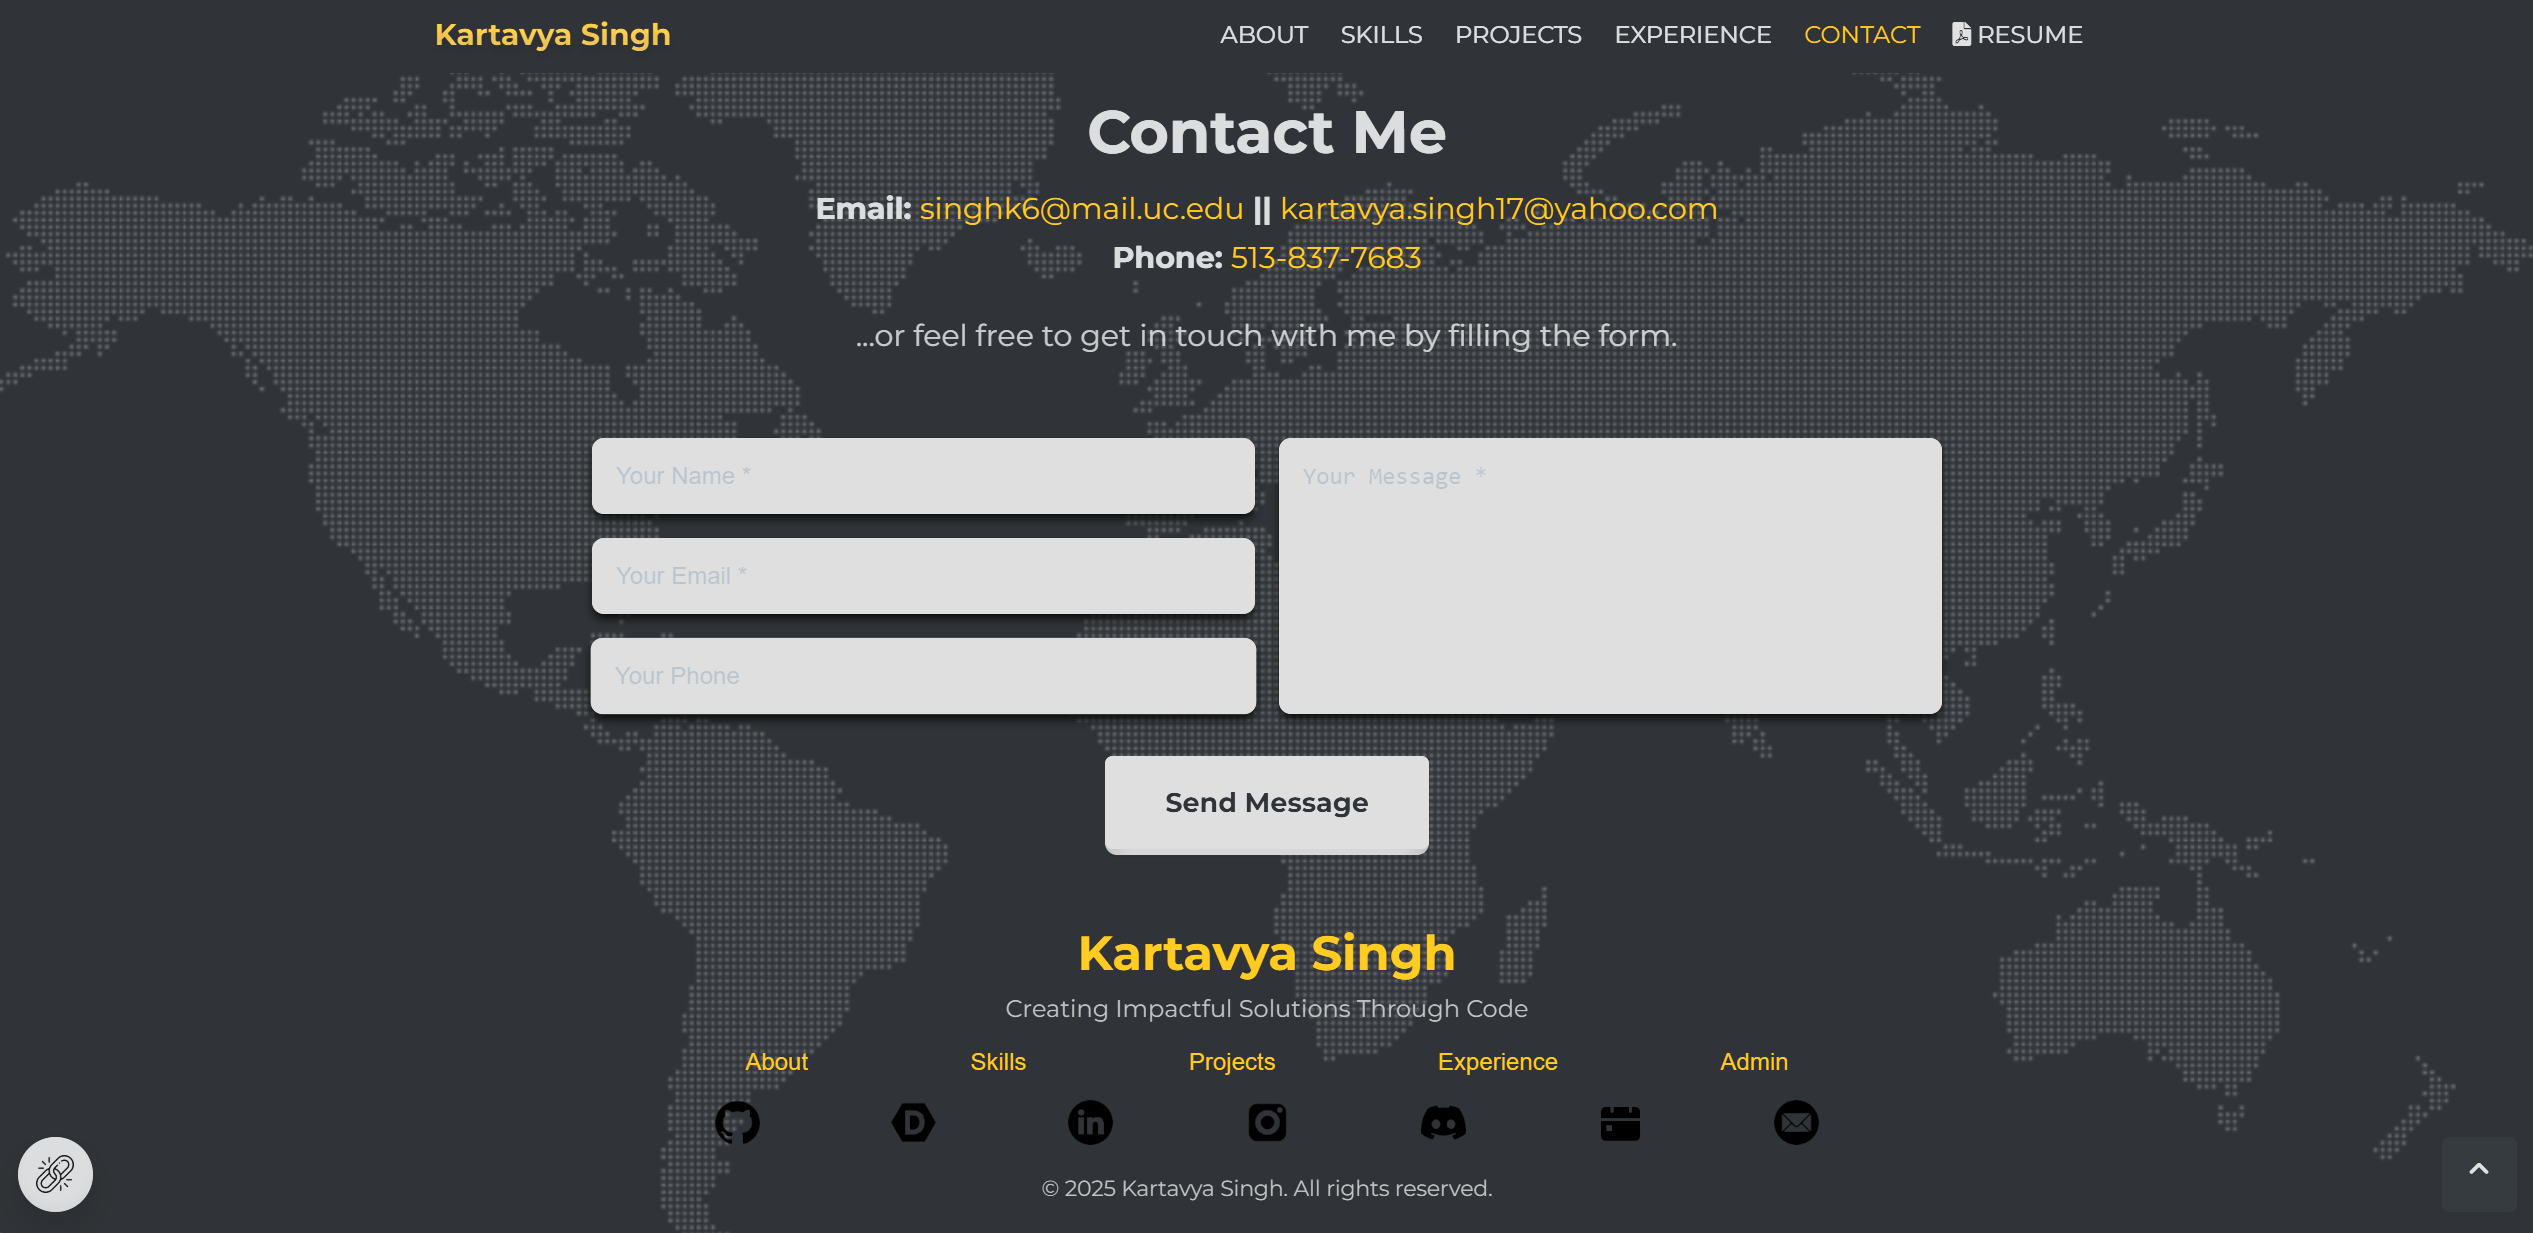 Kartavya Singh
ABOUT SKILLS PROJECTS EXPERIENCE CONTACT RESUME
Contact Me
Email: singhk6@mail.uc.edu || kartavya.singh17@yahoo.com
Phone: 513-837-7683
...or feel free to get in touch with me by filling the form.
Your Name *
Your Email *
Your Phone
Your Message *
Send Message
Kartavya Singh
Creating Impactful Solutions Through Code
About Skills Projects Experience Admin
© 2025 Kartavya Singh. All rights reserved.